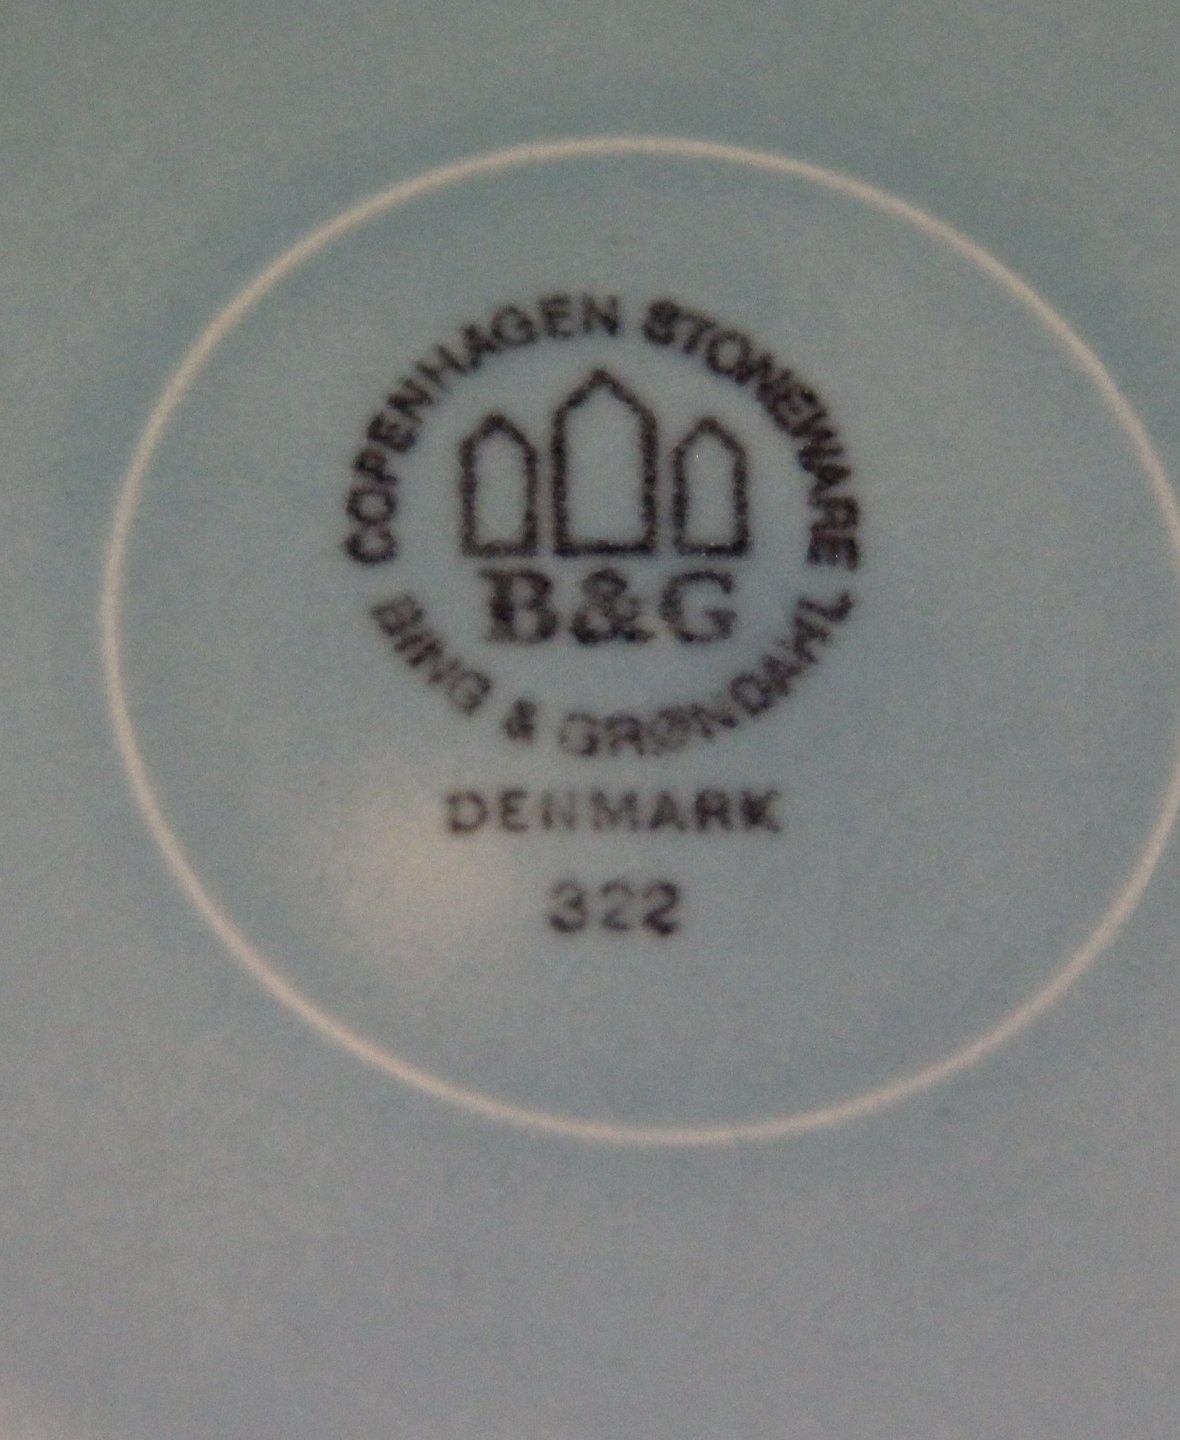 COPENHAGEN STONEWARE
B&G
BING & GRØNDAHL
DENMARK
322